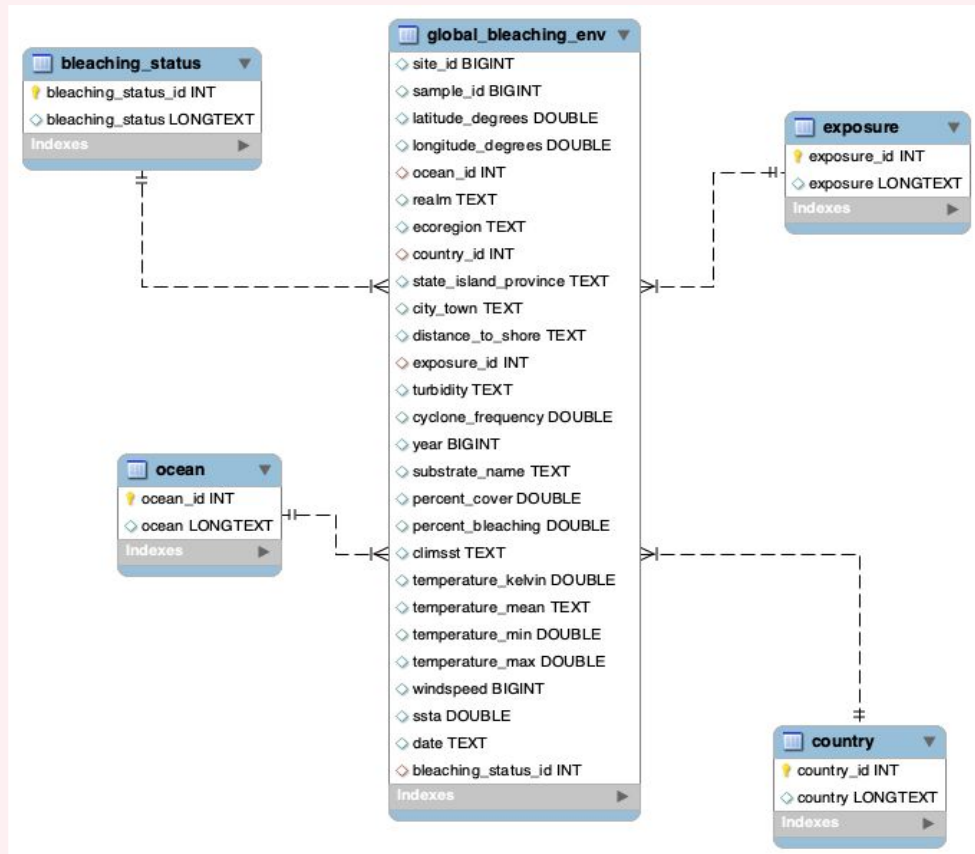 bleaching_status
bleaching_status_id INT
bleaching_status LONGTEXT
Indexes
global_bleaching_env
site_id BIGINT
sample_id BIGINT
latitude_degrees DOUBLE
longitude_degrees DOUBLE
ocean_id INT
realm TEXT
ecoregion TEXT
country_id INT
state_island_province TEXT
city_town TEXT
distance_to_shore TEXT
exposure_id INT
turbidity TEXT
cyclone_frequency DOUBLE
year BIGINT
substrate_name TEXT
percent_cover DOUBLE
percent_bleaching DOUBLE
climsst TEXT
temperature_kelvin DOUBLE
temperature_mean TEXT
temperature_min DOUBLE
temperature_max DOUBLE
windspeed BIGINT
ssta DOUBLE
date TEXT
bleaching_status_id INT
Indexes
exposure
exposure_id INT
exposure LONGTEXT
Indexes
ocean
ocean_id INT
ocean LONGTEXT
Indexes
country
country_id INT
country LONGTEXT
Indexes